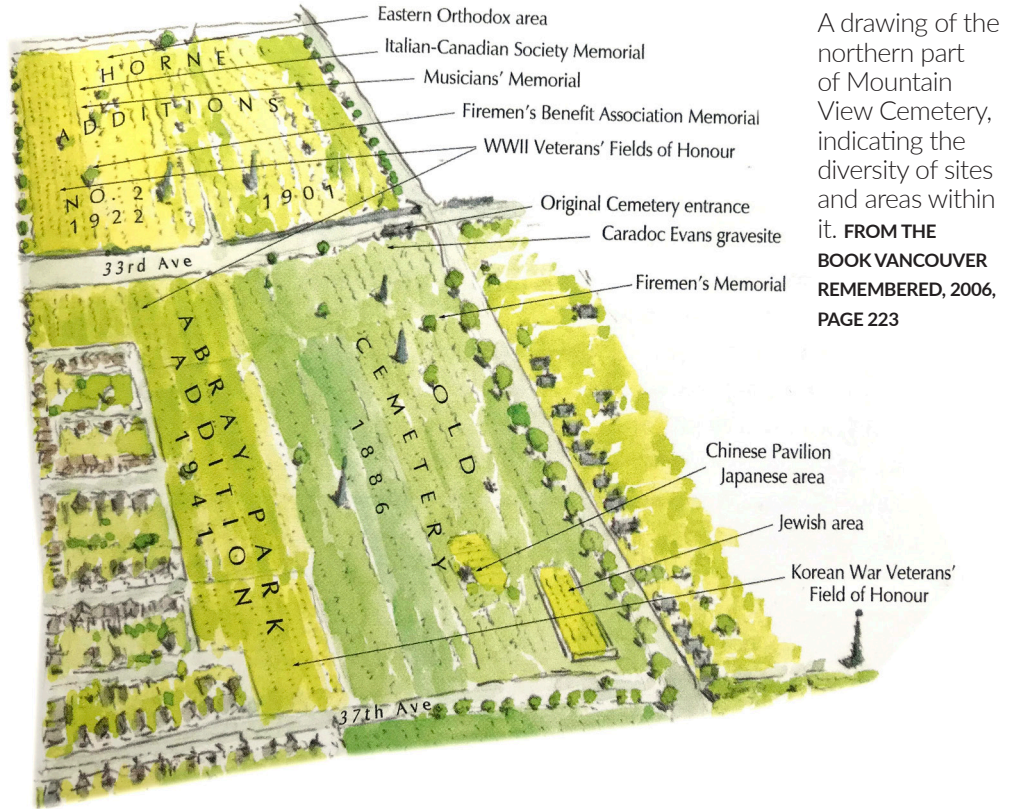 Eastern Orthodox area
Italian-Canadian Society Memorial
Musicians' Memorial
Firemen's Benefit Association Memorial
WWII Veterans' Fields of Honour
Original Cemetery entrance
Caradoc Evans gravesite
Firemen's Memorial
Chinese Pavilion
Japanese area
Jewish area
Korean War Veterans'
Field of Honour
HORNE
ADDITIONS
NO. 2
1922
1901
33rd Ave
ABRAY PARK
ADDITION
1941
OLD
CEMETERY
1886
37th Ave
A drawing of the
northern part
of Mountain
View Cemetery,
indicating the
diversity of sites
and areas within
it. FROM THE
BOOK VANCOUVER
REMEMBERED, 2006,
PAGE 223